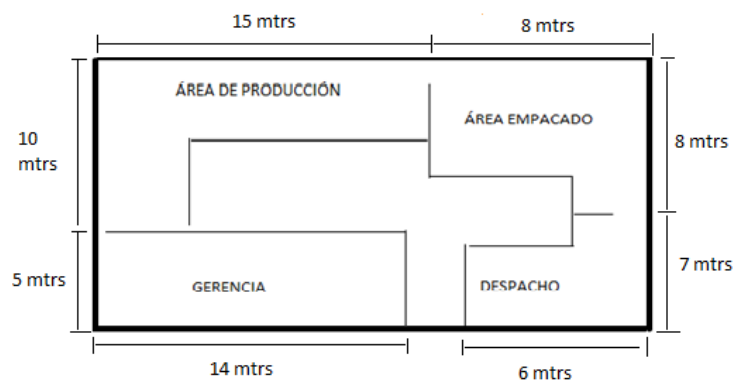 15 mtrs
8 mtrs
ÁREA DE PRODUCCIÓN
ÁREA EMPACADO
10
mtrs
8 mtrs
5 mtrs
GERENCIA
DESPACHO
7 mtrs
14 mtrs
6 mtrs